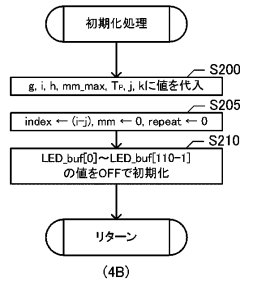 初期化処理
S200
g, i, h, mm_max, TP, j, kに値を代入
S205
index ← (i-j), mm ← 0, repeat ← 0
S210
LED_buf[0]～LED_buf[110-1]
の値をOFFで初期化
リターン
(4B)